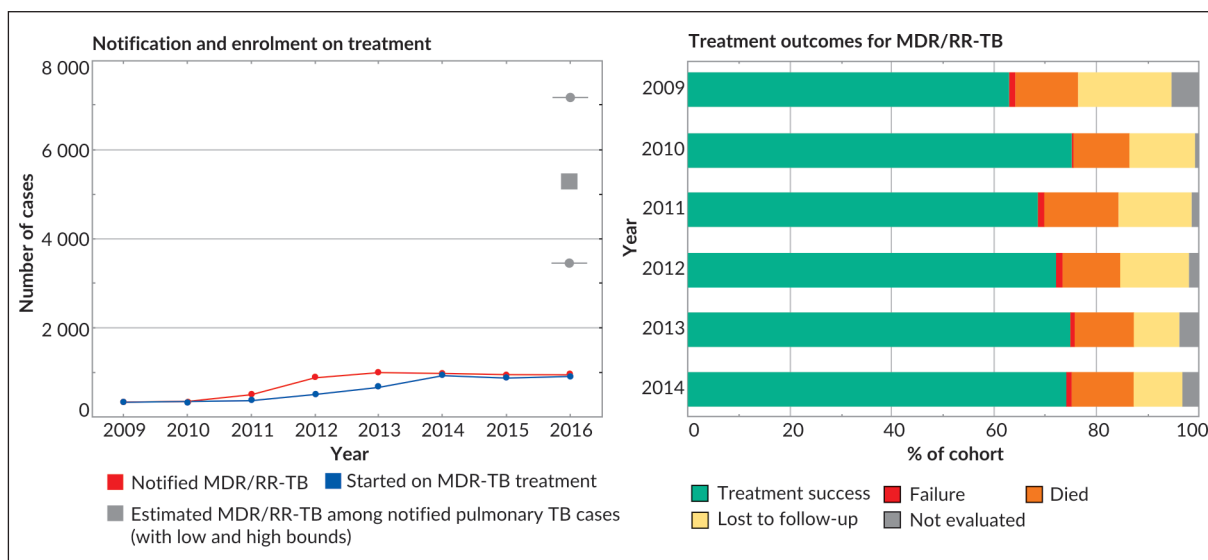 Notification and enrolment on treatment
8 000
6 000
4 000
2 000
0
Number of cases
2009 2010 2011 2012 2013 2014 2015 2016
Year
Notified MDR/RR-TB Started on MDR-TB treatment
Estimated MDR/RR-TB among notified pulmonary TB cases
(with low and high bounds)
Treatment outcomes for MDR/RR-TB
2009
2010
2011
2012
2013
2014
Year
0 20 40 60 80 100
% of cohort
Treatment success Failure Died
Lost to follow-up Not evaluated